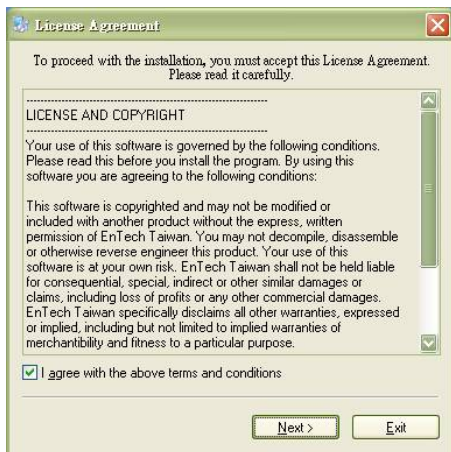 License Agreement
To proceed with the installation, you must accept this License Agreement.
Please read it carefully.
LICENSE AND COPYRIGHT
Your use of this software is governed by the following conditions.
Please read this before you install the program. By using this
software you are agreeing to the following conditions:
This software is copyrighted and may not be modified or
included with another product without the express, written
permission of EnTech Taiwan. You may not decompile, disassemble
or otherwise reverse engineer this product. Your use of this
software is at your own risk. EnTech Taiwan shall not be held liable
for consequential, special, indirect or other similar damages or
claims, including loss of profits or any other commercial damages.
EnTech Taiwan specifically disclaims all other warranties, expressed
or implied, including but not limited to implied warranties of
merchantibility and fitness to a particular purpose.
I agree with the above terms and conditions
Next >
Exit